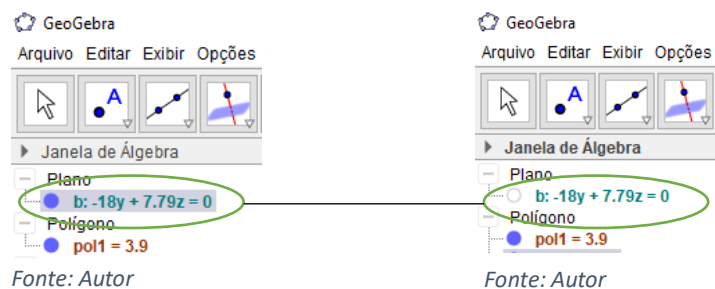 GeoGebra
Arquivo Editar Exibir Opções
A
Janela de Álgebra
Plano
b: -18y + 7.79z = 0
Polígono
pol1 = 3.9
Fonte: Autor
GeoGebra
Arquivo Editar Exibir Opções
A
Janela de Álgebra
Plano
b: -18y + 7.79z = 0
Polígono
pol1 = 3.9
Fonte: Autor